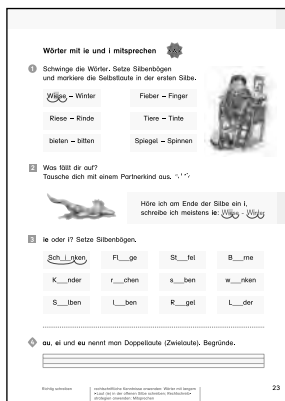 Wörter mit ie und i mitsprechen
1 Schwinge die Wörter. Setze Silbenbögen
und markiere die Selbstlaute in der ersten Silbe.
Wiese – Winter Fieber – Finger
Riese – Rinde Tiere – Tinte
bieten – bitten Spiegel – Spinnen
2 Was fällt dir auf?
Tausche dich mit einem Partnerkind aus.
Höre ich am Ende der Silbe ein i,
schreibe ich meistens ie: Wiese - Winter
3 ie oder i? Setze Silbenbögen.
Sch_i_nken Fl___ge St___fel B___rne
K___nder r___chen s___ben w___nken
S___lben l___ben R___gel L___der
4 au, ei und eu nennt man Doppellaute (Zwielaute). Begründe.
Richtig schreiben
23